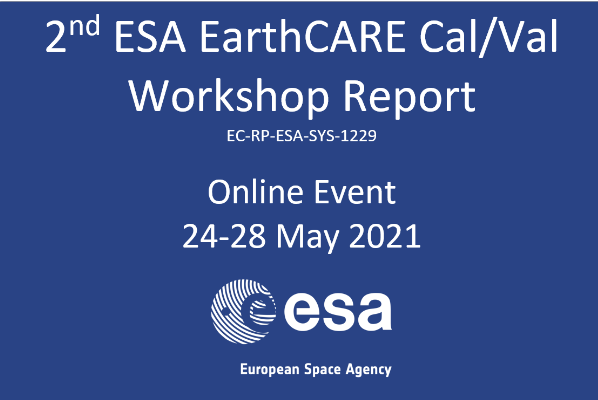 2nd ESA EarthCARE Cal/Val
Workshop Report
EC-RP-ESA-SYS-1229
Online Event
24-28 May 2021
esa
European Space Agency